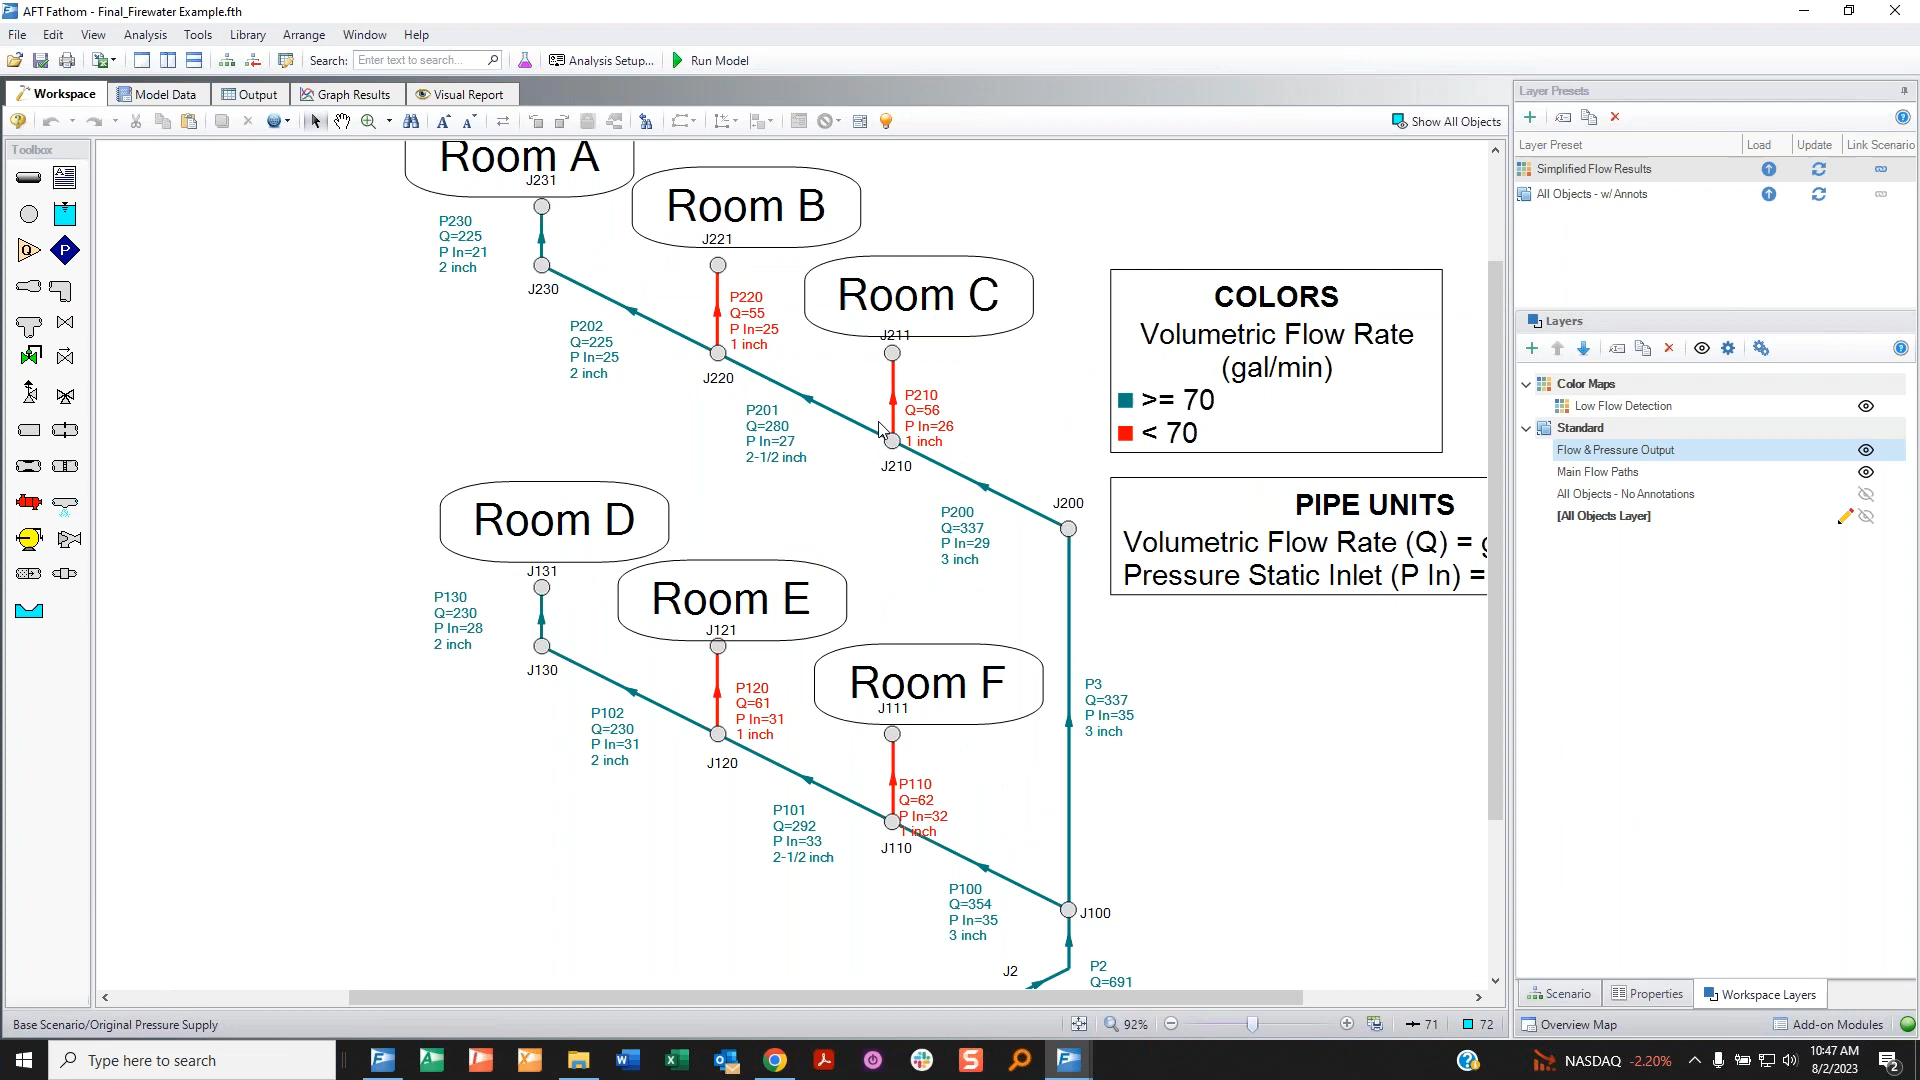 AFT Fathom - Final_Firewater Example.fth
File Edit View Analysis Tools Library Arrange Window Help
Search: Enter text to search... Analysis Setup... Run Model
Workspace Model Data Output Graph Results Visual Report
Show All Objects
Toolbox
Room A
J231
P230
Q=225
P In=21
2 inch
J230
Room B
J221
P220
Q=55
P In=25
1 inch
P202
Q=225
P In=25
2 inch
J220
Room C
J211
P210
Q=56
P In=26
1 inch
P201
Q=280
P In=27
2-1/2 inch
J210
J200
P200
Q=337
P In=29
3 inch
COLORS
Volumetric Flow Rate
(gal/min)
>= 70
< 70
PIPE UNITS
Volumetric Flow Rate (Q) =
Pressure Static Inlet (P In) =
Room D
J131
P130
Q=230
P In=28
2 inch
J130
Room E
J121
P120
Q=61
P In=31
1 inch
P102
Q=230
P In=31
2 inch
J120
Room F
J111
P110
Q=62
P In=32
1 inch
P3
Q=337
P In=35
3 inch
P101
Q=292
P In=33
2-1/2 inch
J110
P100
Q=354
P In=35
3 inch
J100
J2
P2
Q=691
Layer Presets
Layer Preset Load Update Link Scenario
Simplified Flow Results
All Objects - w/ Annots
Layers
Color Maps
Low Flow Detection
Standard
Flow & Pressure Output
Main Flow Paths
All Objects - No Annotations
[All Objects Layer]
Scenario Properties Workspace Layers
Base Scenario/Original Pressure Supply 92% 71 72 Overview Map Add-on Modules
Type here to search
NASDAQ -2.20%
10:47 AM
8/2/2023
2